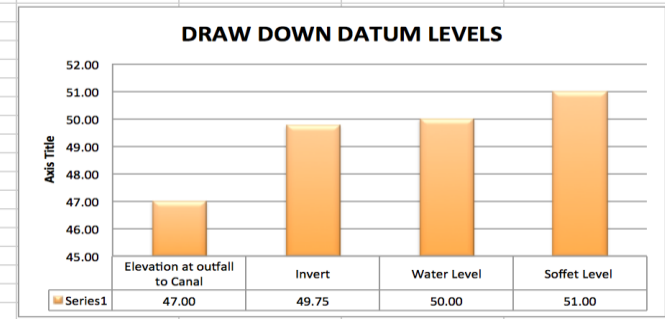 DRAW DOWN DATUM LEVELS
52.00
51.00
50.00
49.00
48.00
47.00
46.00
45.00
Axis Title
Elevation at outfall
to Canal
Invert
Water Level
Soffet Level
Series1
47.00
49.75
50.00
51.00